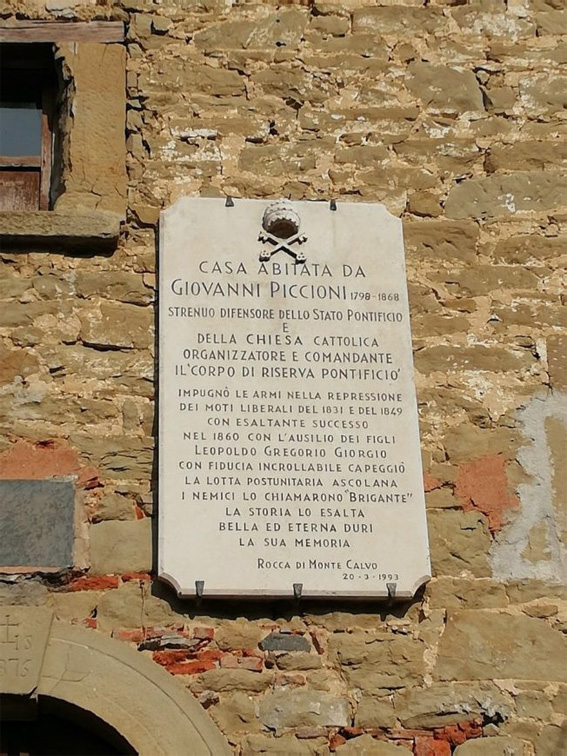 CASA ABITATA DA
GIOVANNI PICCIONI 1798-1868
STRENUO DIFENSORE DELLO STATO PONTIFICIO
E
DELLA CHIESA CATTOLICA
ORGANIZZATORE E COMANDANTE
IL 'CORPO DI RISERVA PONTIFICIO'
IMPUGNÒ LE ARMI NELLA REPRESSIONE
DEI MOTI LIBERALI DEL 1831 E DEL 1849
CON ESALTANTE SUCCESSO
NEL 1860 CON L'AUSILIO DEI FIGLI
LEOPOLDO GREGORIO GIORGIO
CON FIDUCIA INCROLLABILE CAPEGGIÒ
LA LOTTA POSTUNITARIA ASCOLANA
I NEMICI LO CHIAMARONO "BRIGANTE"
LA STORIA LO ESALTA
BELLA ED ETERNA DURI
LA SUA MEMORIA
ROCCA DI MONTE CALVO
20-3-1993